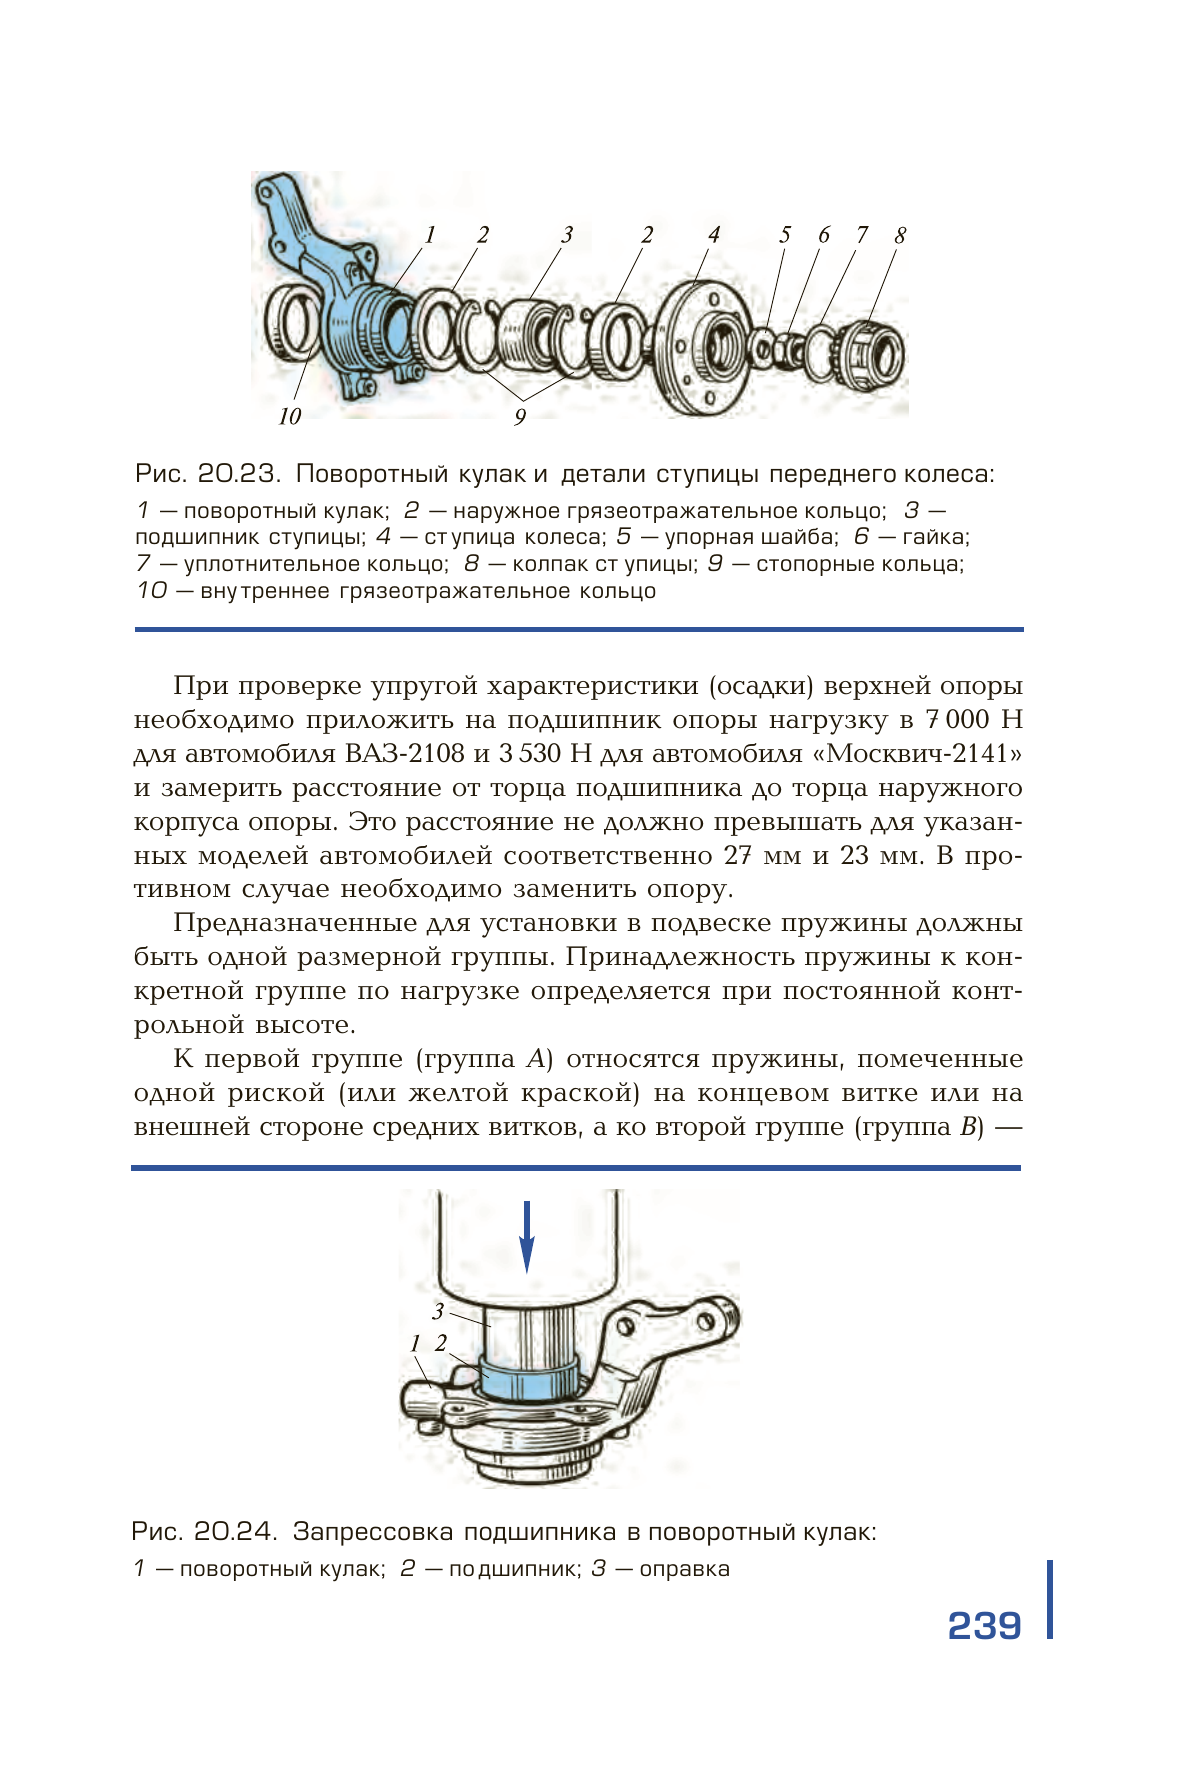 1 2 3 2 4 5 6 7 8
10 9
Рис. 20.23. Поворотный кулак и детали ступицы переднего колеса:
1 — поворотный кулак; 2 — наружное грязеотражательное кольцо; 3 —
подшипник ступицы; 4 — ступица колеса; 5 — упорная шайба; 6 — гайка;
7 — уплотнительное кольцо; 8 — колпак ступицы; 9 — стопорные кольца;
10 — внутреннее грязеотражательное кольцо
При проверке упругой характеристики (осадки) верхней опоры
необходимо приложить на подшипник опоры нагрузку в 7 000 Н
для автомобиля ВАЗ-2108 и 3 530 Н для автомобиля «Москвич-2141»
и замерить расстояние от торца подшипника до торца наружного
корпуса опоры. Это расстояние не должно превышать для указан-
ных моделей автомобилей соответственно 27 мм и 23 мм. В про-
тивном случае необходимо заменить опору.
Предназначенные для установки в подвеске пружины должны
быть одной размерной группы. Принадлежность пружины к кон-
кретной группе по нагрузке определяется при постоянной конт-
рольной высоте.
К первой группе (группа А) относятся пружины, помеченные
одной риской (или желтой краской) на концевом витке или на
внешней стороне средних витков, а ко второй группе (группа В) —
3
1 2
Рис. 20.24. Запрессовка подшипника в поворотный кулак:
1 — поворотный кулак; 2 — подшипник; 3 — оправка
239